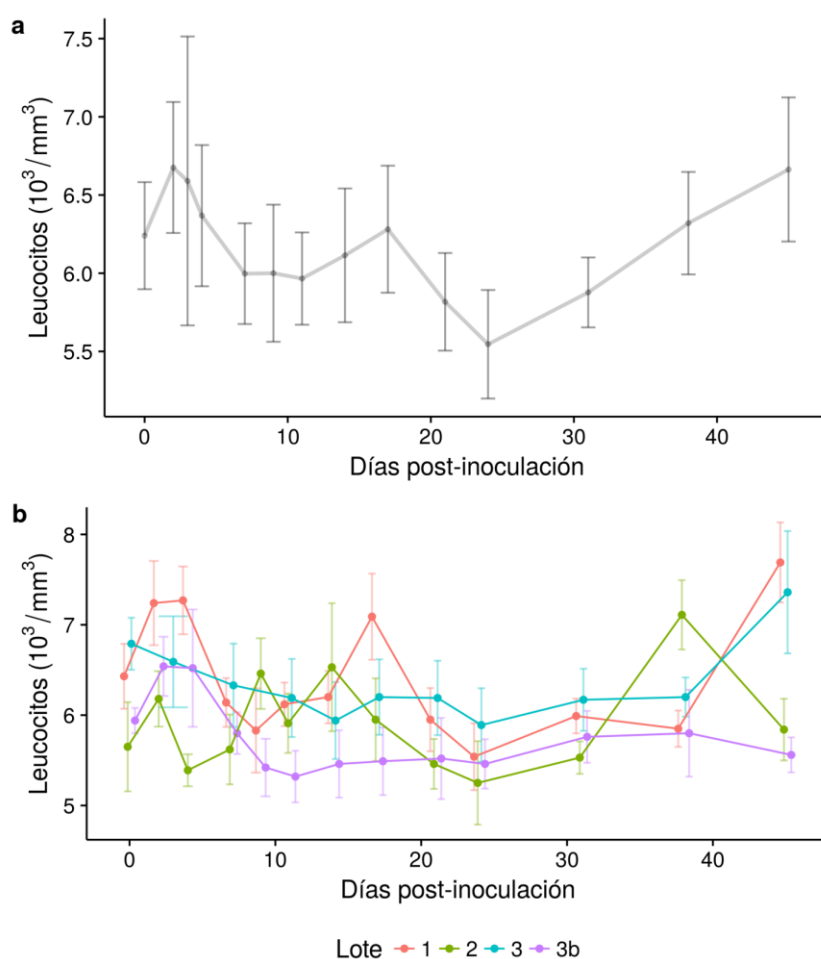 a
Leucocitos (10³/mm³)
7.5
7.0
6.5
6.0
5.5
0 10 20 30 40
Días post-inoculación
b
Leucocitos (10³/mm³)
8
7
6
5
0 10 20 30 40
Días post-inoculación
Lote 1 2 3 3b